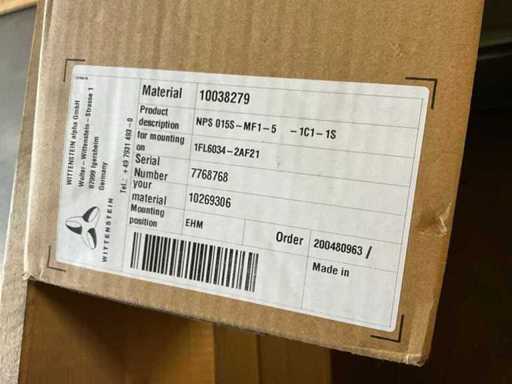 WITTENSTEIN alpha GmbH
Walter-Wittenstein-Strasse 1
97999 Igersheim
Germany
Tel.: +49 7931 493-0
WITTENSTEIN
Material 10038279
Product
description NPS 015S-MF1-5 -1C1-1S
for mounting
on 1FL6034-2AF21
Serial
Number 7768768
your
material 10269306
Mounting
position EHM
Order 200480963 /
Made in